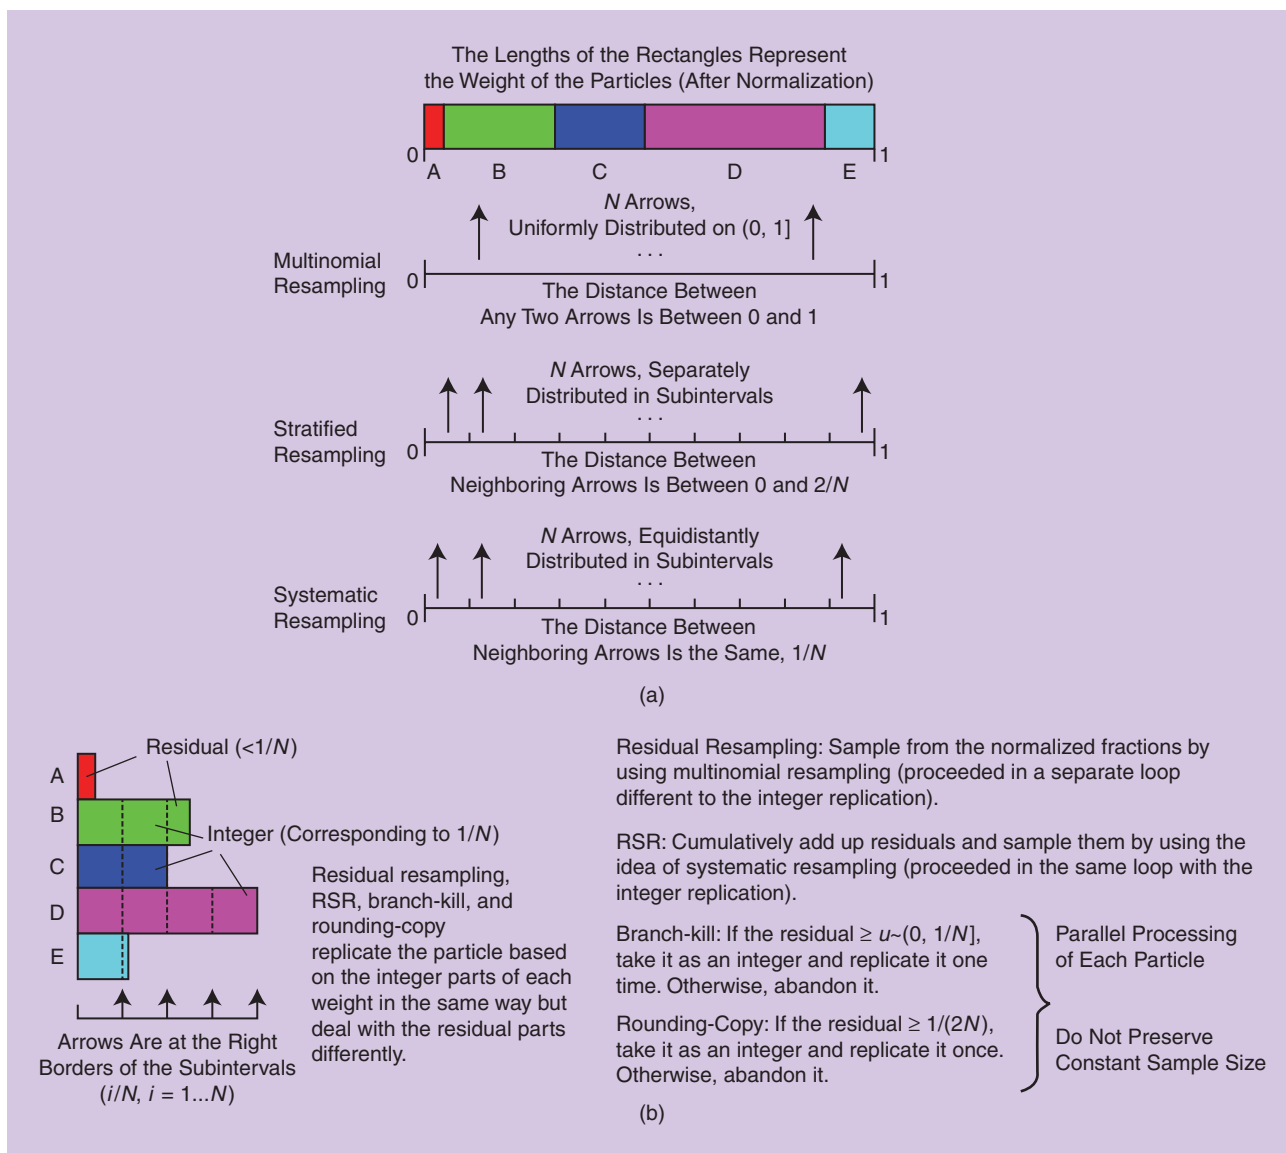 The Lengths of the Rectangles Represent
the Weight of the Particles (After Normalization)
0
1
A
B
C
D
E
N Arrows,
Uniformly Distributed on (0, 1]
. . .
Multinomial
Resampling
0
1
The Distance Between
Any Two Arrows Is Between 0 and 1
N Arrows, Separately
Distributed in Subintervals
. . .
Stratified
Resampling
0
1
The Distance Between
Neighboring Arrows Is Between 0 and 2/N
N Arrows, Equidistantly
Distributed in Subintervals
. . .
Systematic
Resampling
0
1
The Distance Between
Neighboring Arrows Is the Same, 1/N
(a)
Residual (<1/N)
A
B
C
D
E
Integer (Corresponding to 1/N)
Residual resampling,
RSR, branch-kill, and
rounding-copy
replicate the particle based
on the integer parts of each
weight in the same way but
deal with the residual parts
differently.
Arrows Are at the Right
Borders of the Subintervals
(i/N, i = 1...N)
Residual Resampling: Sample from the normalized fractions by
using multinomial resampling (proceeded in a separate loop
different to the integer replication).
RSR: Cumulatively add up residuals and sample them by using the
idea of systematic resampling (proceeded in the same loop with the
integer replication).
Branch-kill: If the residual ≥ u~(0, 1/N],
take it as an integer and replicate it one
time. Otherwise, abandon it.
Rounding-Copy: If the residual ≥ 1/(2N),
take it as an integer and replicate it once.
Otherwise, abandon it.
Parallel Processing
of Each Particle
Do Not Preserve
Constant Sample Size
(b)